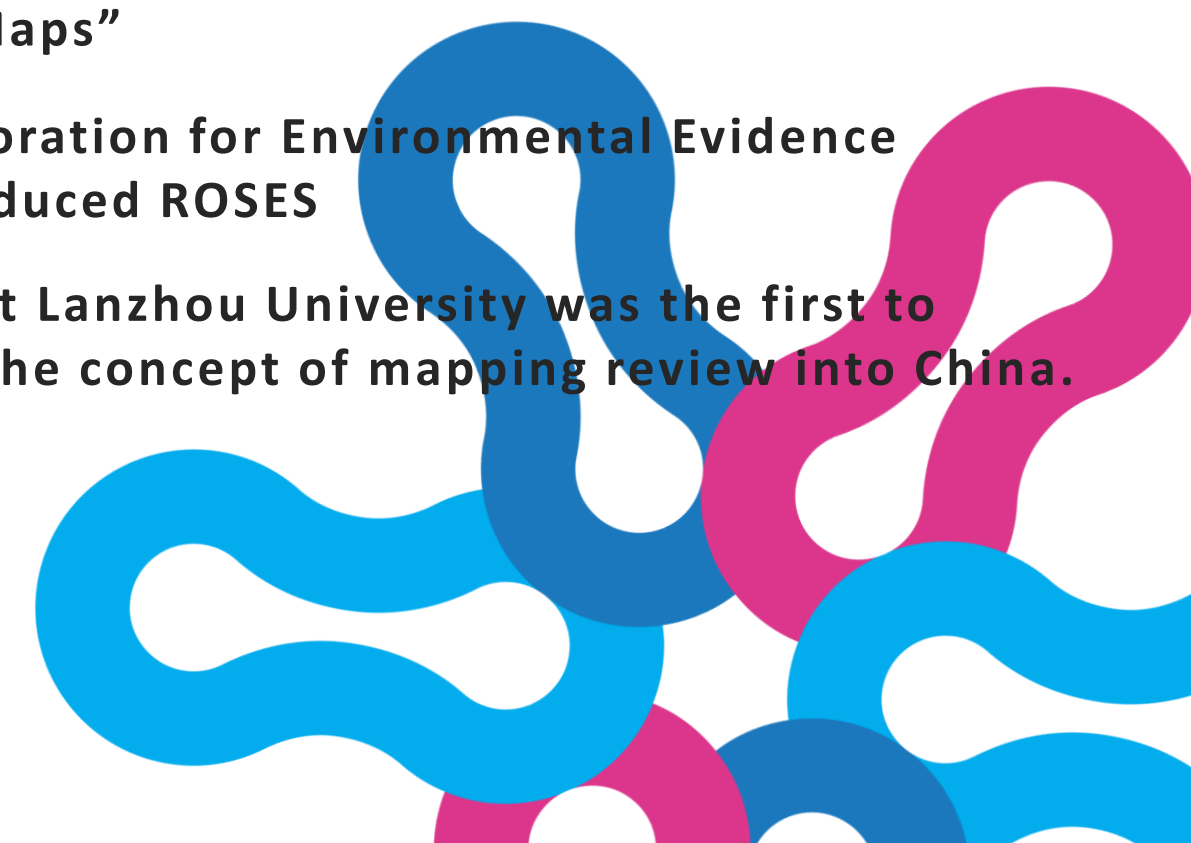 laps”
oration for Environmental Evidence
duced ROSES
t Lanzhou University was the first to
he concept of mapping review into China.